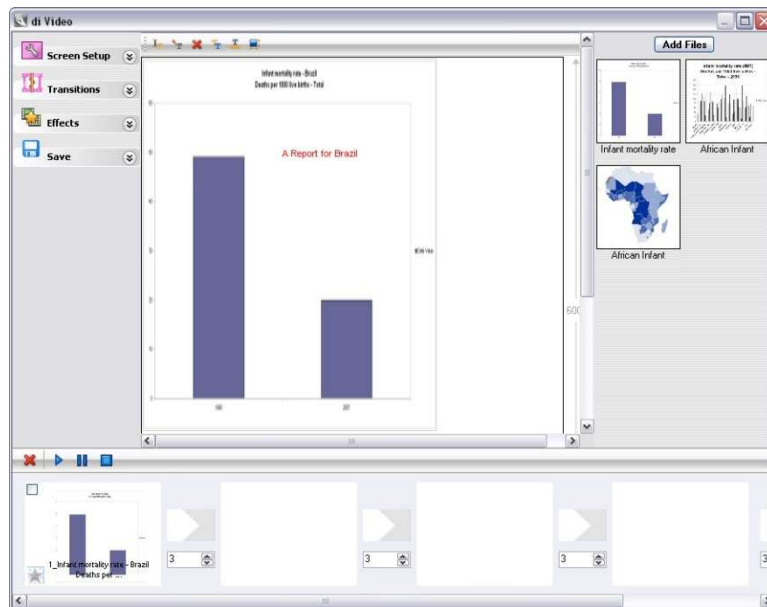 di Video
Screen Setup
Transitions
Effects
Save
Infant mortality rate - Brazil
Deaths per 1000 live births - Total
A Report for Brazil
600
Add Files
Infant mortality rate
African Infant
African Infant
1_Infant mortality rate - Brazil
Deaths per ...
3
3
3
3